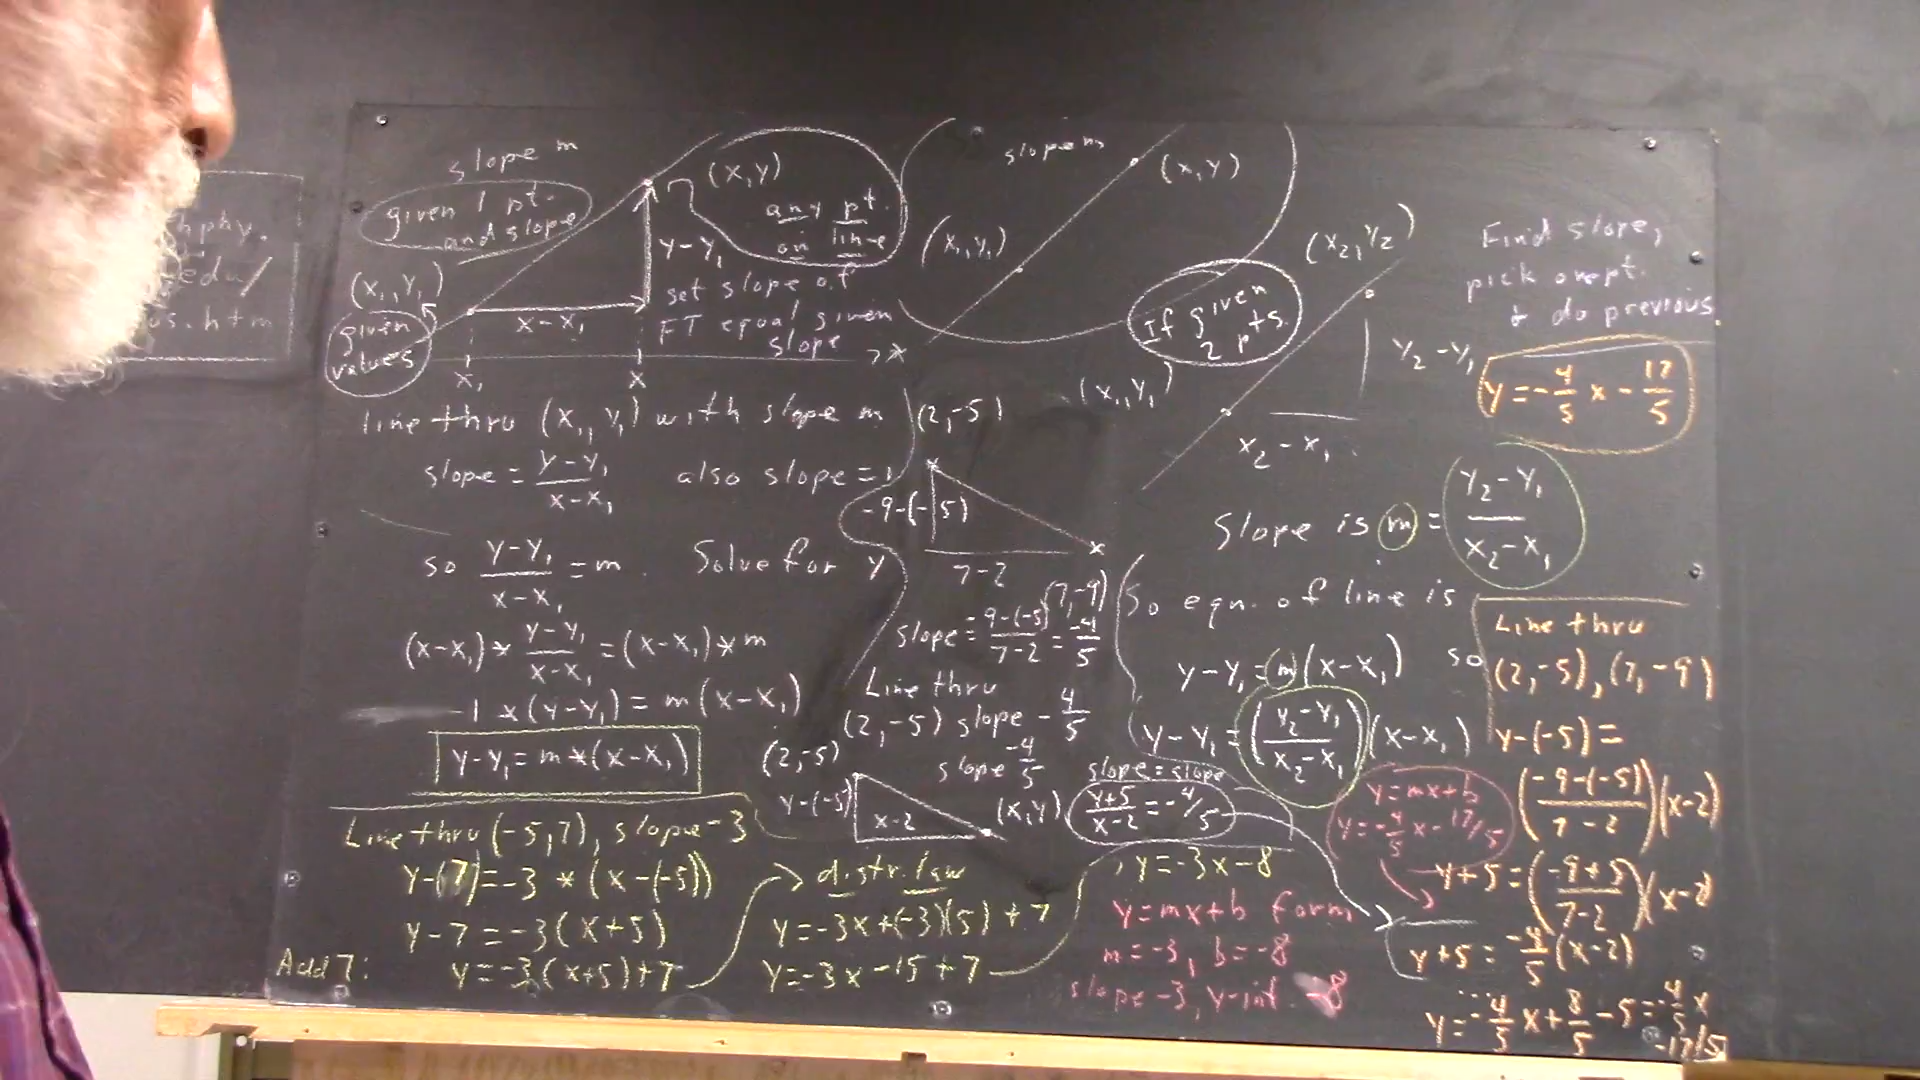 hphy.
edu/
us.htm
slope m
given 1 pt.
and slope
(x,y)
any pt.
on line
(x₁,y₁)
given
values
y-y₁
x-x₁
set slope of
FT equal given
slope
x₁
x
line thru (x₁,y₁) with slope m
slope = (y-y₁)/(x-x₁) also slope =
so (y-y₁)/(x-x₁) = m. Solve for y
(x-x₁)*(y-y₁)/(x-x₁)=(x-x₁)*m
1*(y-y₁)=m(x-x₁)
y-y₁=m*(x-x₁)
Line thru (-5,7), slope -3
y-(7)=-3*(x-(-5))
y-7=-3(x+5)
Add 7: y=-3(x+5)+7
distr. law
y=-3x+(-3)(5)+7
y=-3x-15+7
y=-3x-8
y=mx+b form
m=-3, b=-8
slope -3, y-int. -8
slope m
(x,y)
(x₁,y₁)
If given
2 pts.
(x₂,y₂)
(x₁,y₁)
y₂-y₁
x₂-x₁
Find slope,
pick one pt.
& do previous
y=-4/5 x - 17/5
(2,-5)
-9-(-5)
7-2
(7,-9)
slope = -9-(-5)/7-2 = -4/5
Line thru
(2,-5) slope -4/5
(2,-5)
slope -4/5
y-(-5)
x-2
(x,y)
slope = slope
(y+5)/(x-2) = -4/5
Slope is m = (y₂-y₁)/(x₂-x₁)
So eqn. of line is
y-y₁=m(x-x₁) so
y-y₁=((y₂-y₁)/(x₂-x₁))(x-x₁)
y=mx+b
y=-4/5 x-17/5
Line thru
(2,-5),(7,-9)
y-(-5)=
((-9-(-5))/(7-2))(x-2)
y+5=((-9+5)/(7-2))(x-2)
y+5=-4/5(x-2)
y=-4/5 x+8/5-5=-4/5 x
-17/5